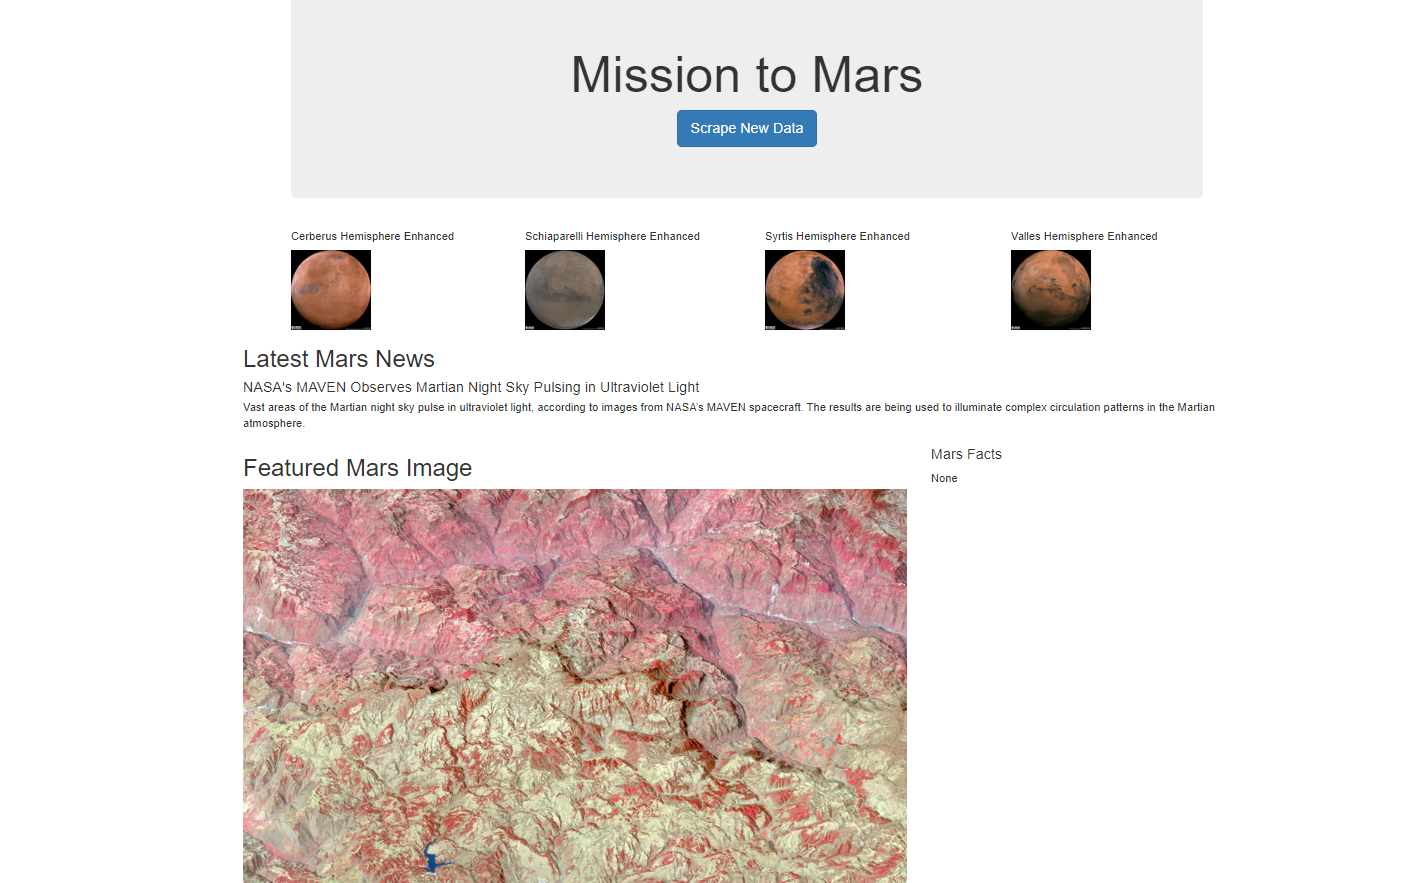 Mission to Mars
Scrape New Data
Cerberus Hemisphere Enhanced
Schiaparelli Hemisphere Enhanced
Syrtis Hemisphere Enhanced
Valles Hemisphere Enhanced
Latest Mars News
NASA's MAVEN Observes Martian Night Sky Pulsing in Ultraviolet Light
Vast areas of the Martian night sky pulse in ultraviolet light, according to images from NASA's MAVEN spacecraft. The results are being used to illuminate complex circulation patterns in the Martian
atmosphere.
Mars Facts
None
Featured Mars Image